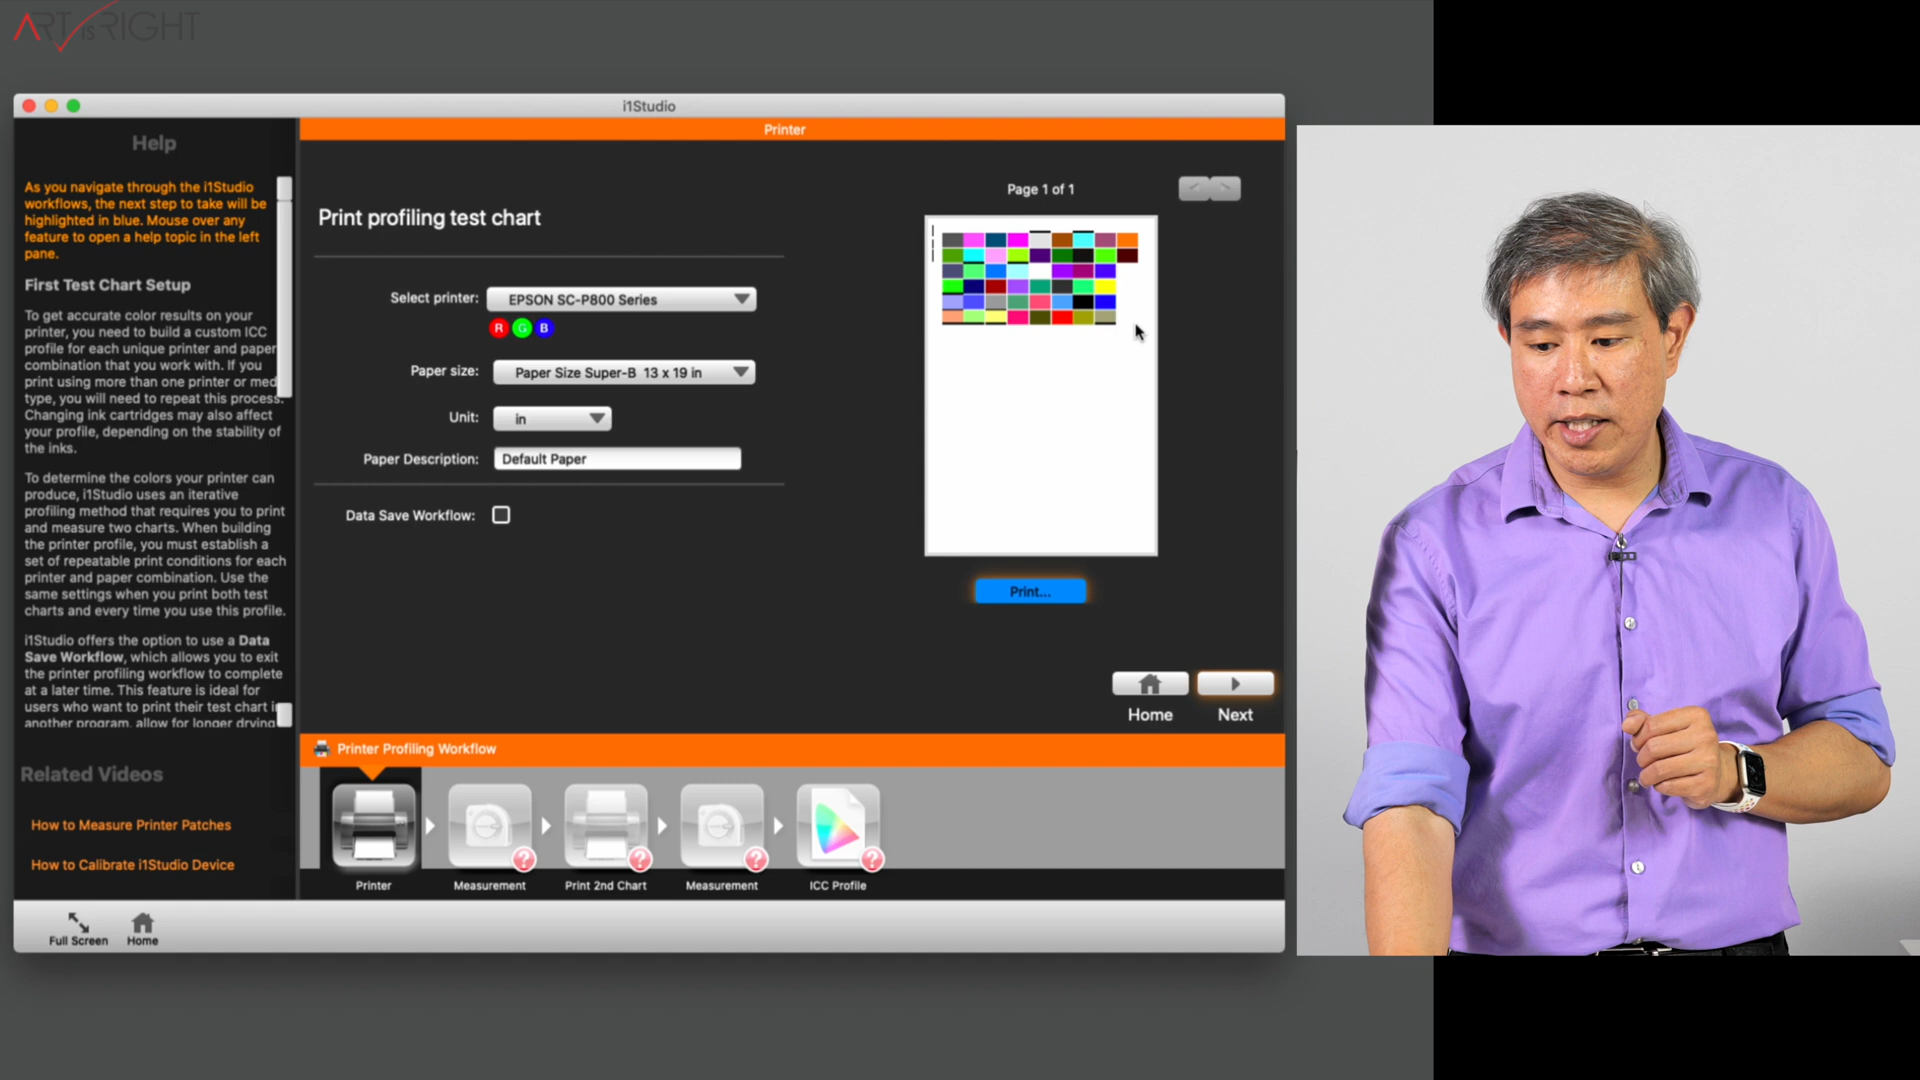 ART is RIGHT
i1Studio
Help
Printer
As you navigate through the i1Studio
workflows, the next step to take will be
highlighted in blue. Mouse over any
feature to open a help topic in the left
pane.
First Test Chart Setup
To get accurate color results on your
printer, you need to build a custom ICC
profile for each unique printer and paper
combination that you work with. If you
print using more than one printer or med
type, you will need to repeat this process.
Changing ink cartridges may also affect
your profile, depending on the stability of
the inks.
To determine the colors your printer can
produce, i1Studio uses an iterative
profiling method that requires you to print
and measure two charts. When building
the printer profile, you must establish a
set of repeatable print conditions for each
printer and paper combination. Use the
same settings when you print both test
charts and every time you use this profile.
i1Studio offers the option to use a Data
Save Workflow, which allows you to exit
the printer profiling workflow to complete
at a later time. This feature is ideal for
users who want to print their test chart i
another program, allow for longer drying
Related Videos
How to Measure Printer Patches
How to Calibrate i1Studio Device
Print profiling test chart
Select printer: EPSON SC-P800 Series
R G B
Paper size: Paper Size Super-B 13 x 19 in
Unit: in
Paper Description: Default Paper
Data Save Workflow:
Page 1 of 1
< >
Print...
Home Next
Printer Profiling Workflow
? ? ? ?
Printer Measurement Print 2nd Chart Measurement ICC Profile
Full Screen Home